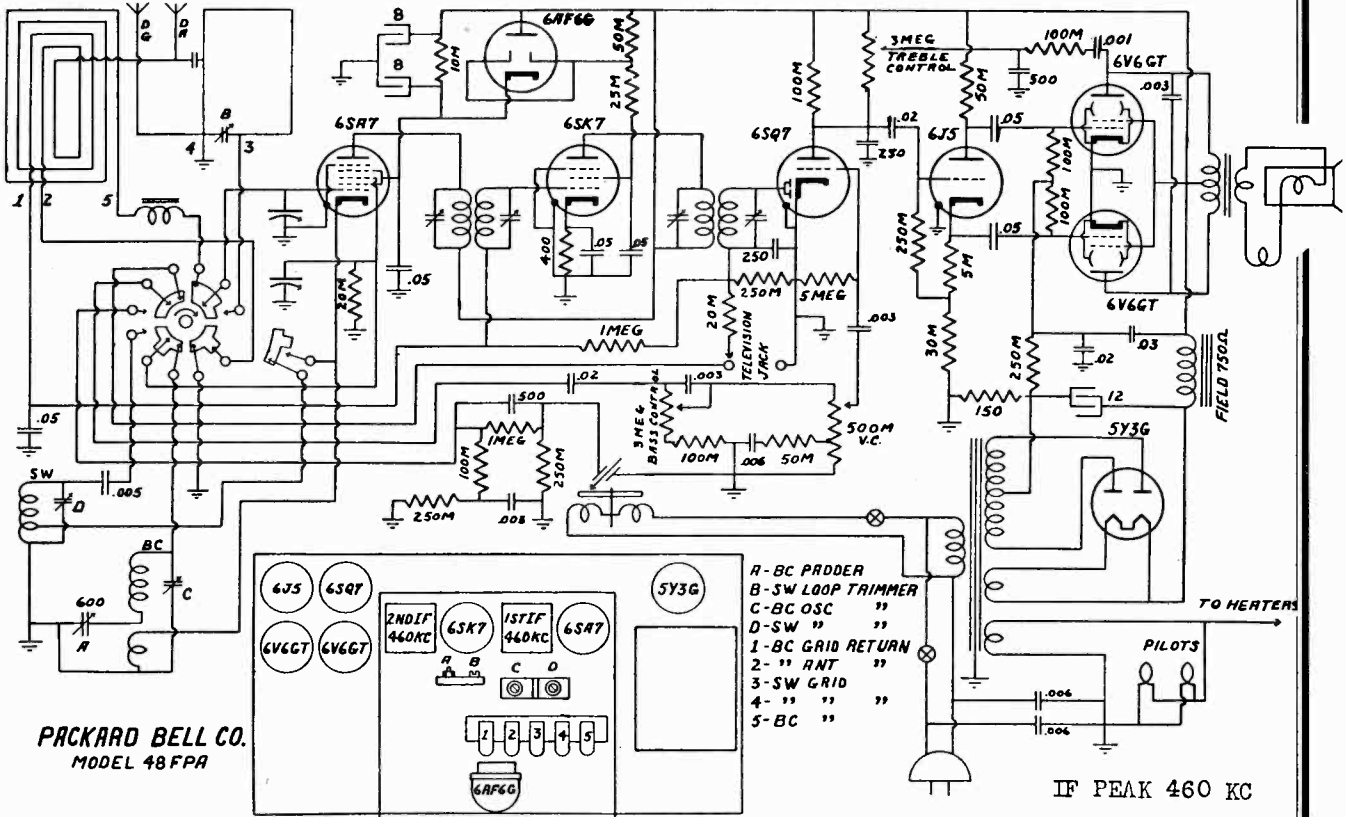 D
G
D
A
8
8
10M
6AF6G
50M
25M
100M
3MEG
TREBLE
CONTROL
50M
100M
.001
500
6V6GT
.003
B
4
3
6SA7
6SK7
6SQ7
.02
230
6J5
.05
100M
100M
1
2
5
400
.05
.05
250
250M
5M
.05
6V6GT
20M
.05
250M
5MEG
20M
1MEG
TELEVISION
JACK
.003
30M
250M
.02
.03
FIELD 750Ω
.02
.003
3MEG
BASS CONTROL
500M
V.C.
150
12
.05
500
1MEG
100M
250M
100M
.006
50M
5Y3G
SW
D
.005
250M
.003
BC
C
600
A
6J5
6SQ7
6V6GT
6V6GT
2NDIF
460KC
6SK7
1STIF
460KC
6SA7
A
B
C
D
1
2
3
4
5
6AF6G
5Y3G
A-BC PADDER
B-SW LOOP TRIMMER
C-BC OSC "
D-SW " "
1-BC GRID RETURN
2- " ANT "
3-SW GRID
4- " " "
5-BC "
TO HEATERS
PILOTS
.006
.006
PACKARD BELL CO.
MODEL 48FPA
IF PEAK 460 KC